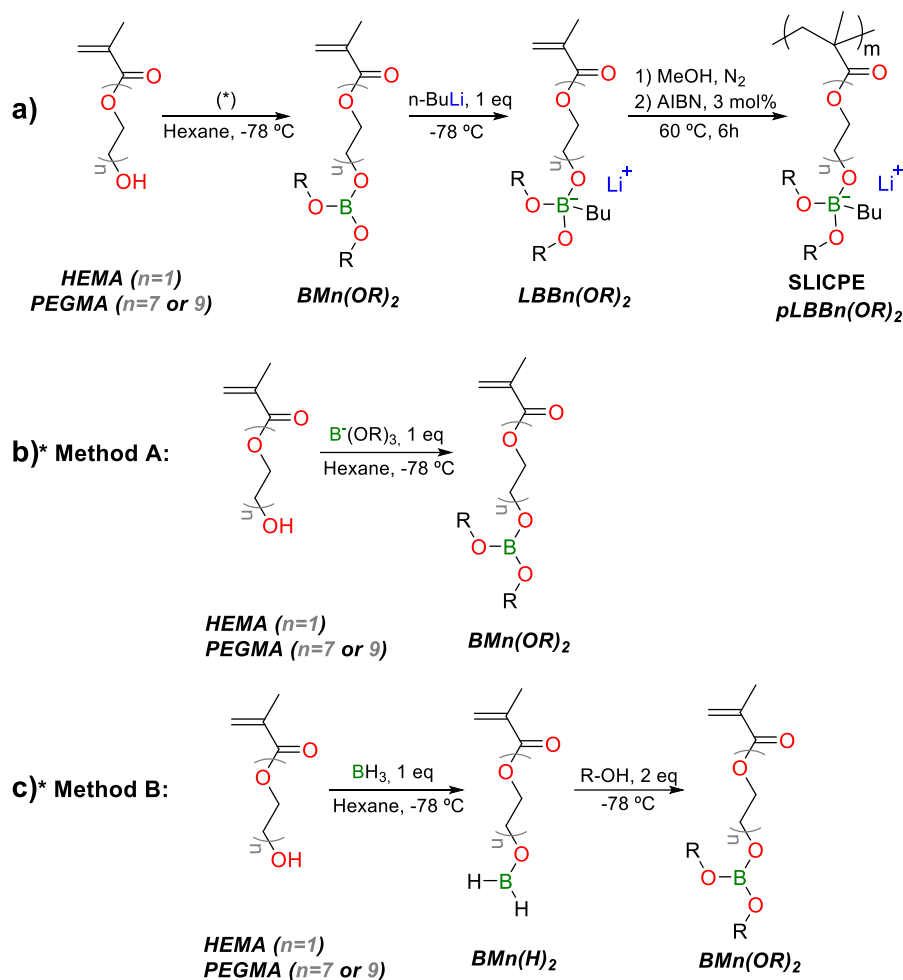 a)
O
O
n
OH
HEMA (n=1)
PEGMA (n=7 or 9)
(*)
Hexane, -78 ºC
O
O
n
O
R
O
B
O
R
BMn(OR)2
n-BuLi, 1 eq
-78 ºC
O
O
n
O
Li+
R
O
B-
Bu
O
R
LBBn(OR)2
1) MeOH, N2
2) AIBN, 3 mol%
60 ºC, 6h
m
O
O
n
O
Li+
R
O
B-
Bu
O
R
SLICPE
pLBBn(OR)2
b)* Method A:
O
O
n
OH
HEMA (n=1)
PEGMA (n=7 or 9)
B-(OR)3, 1 eq
Hexane, -78 ºC
O
O
n
O
R
O
B
O
R
BMn(OR)2
c)* Method B:
O
O
n
OH
HEMA (n=1)
PEGMA (n=7 or 9)
BH3, 1 eq
Hexane, -78 ºC
O
O
n
O
H
B
H
BMn(H)2
R-OH, 2 eq
-78 ºC
O
O
n
O
R
O
B
O
R
BMn(OR)2